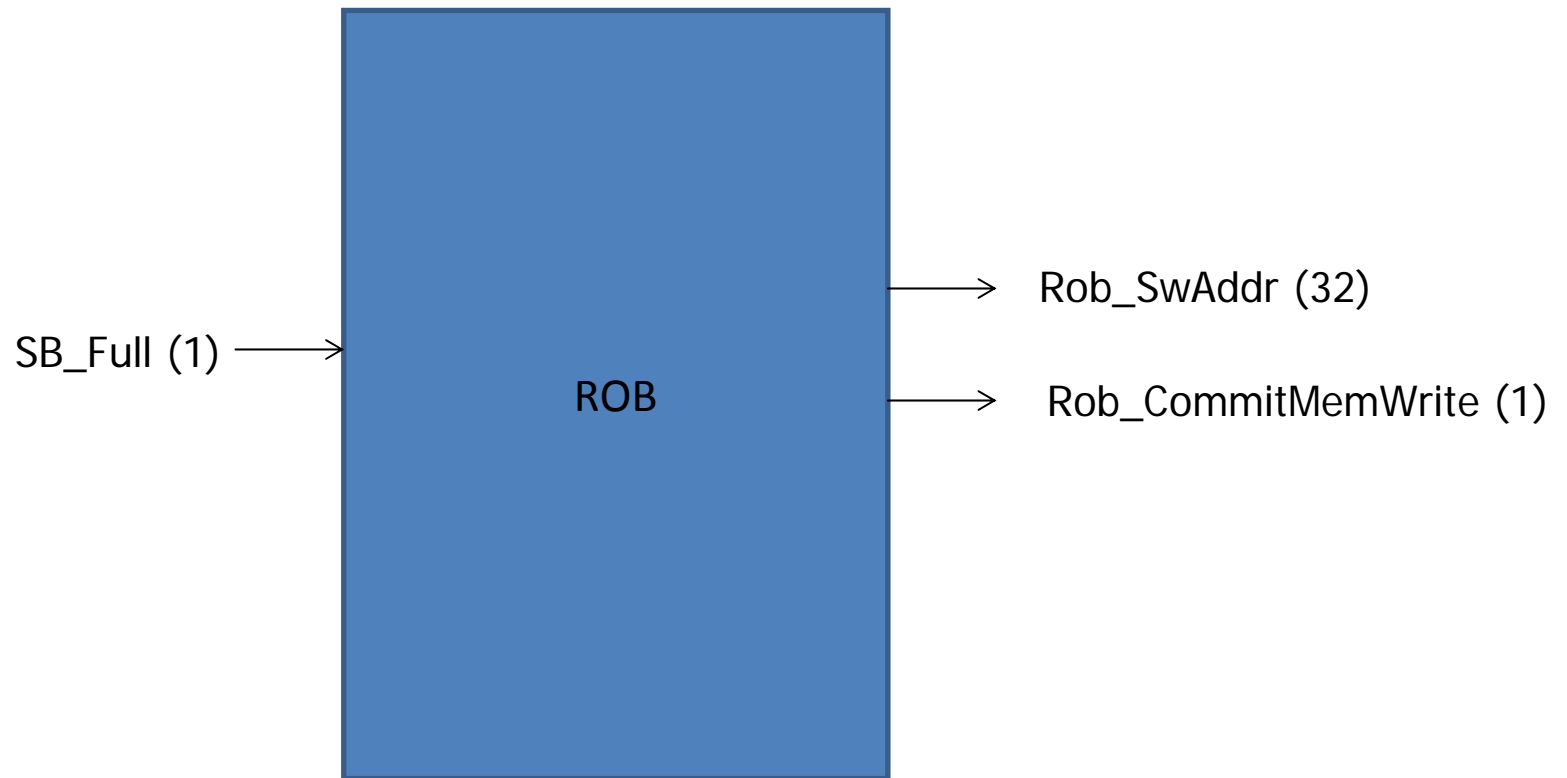 SB_Full (1)
ROB
Rob_SwAddr (32)
Rob_CommitMemWrite (1)